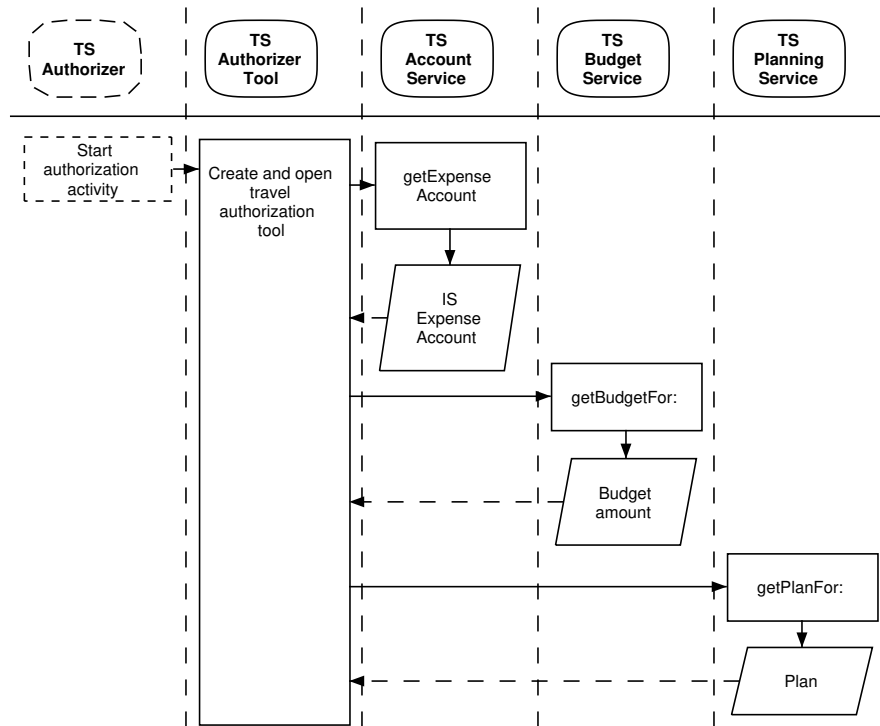 TS
Authorizer
TS
Authorizer
Tool
TS
Account
Service
TS
Budget
Service
TS
Planning
Service
Start
authorization
activity
Create and open
travel
authorization
tool
getExpense
Account
IS
Expense
Account
getBudgetFor:
Budget
amount
getPlanFor:
Plan